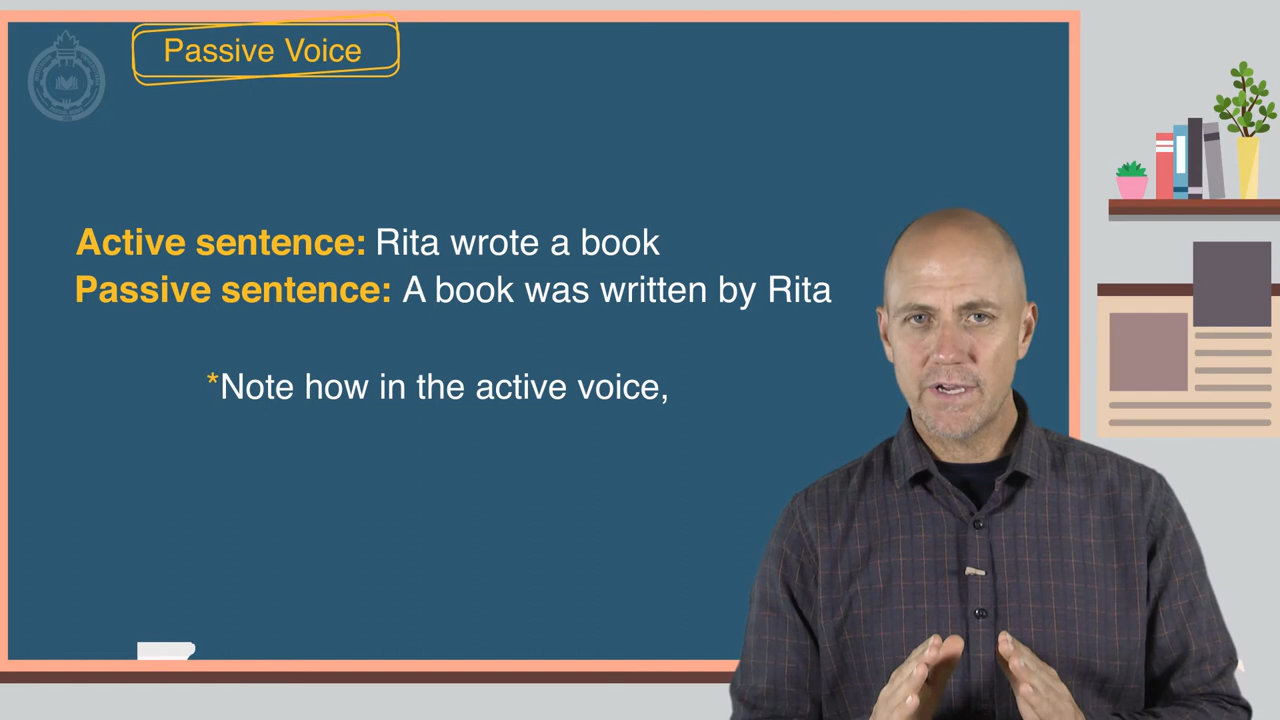 Passive Voice
Active sentence: Rita wrote a book
Passive sentence: A book was written by Rita
*Note how in the active voice,